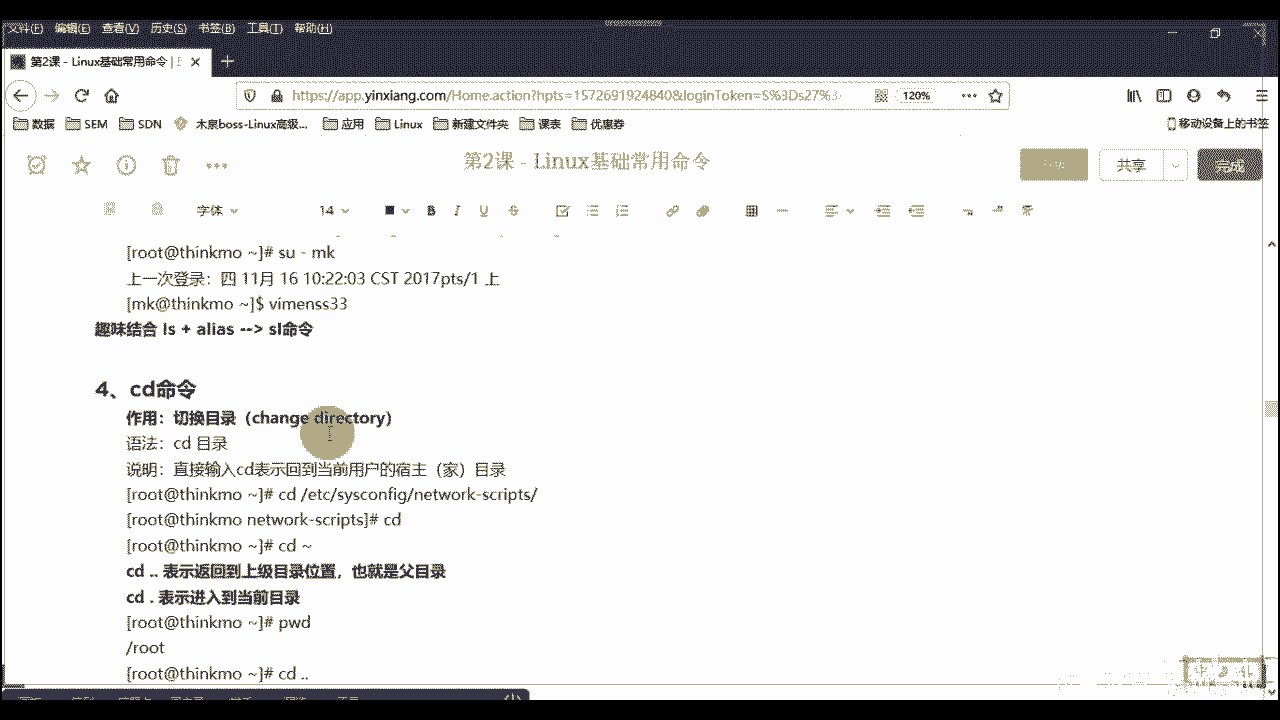 文件(F) 编辑(E) 查看(V) 历史(S) 书签(B) 工具(T) 帮助(H)
第2课 - Linux基础常用命令 | E
https://app.yinxiang.com/Home.action?hpts=1572691924840&loginToken=S%3Ds27%3 120%
数据 SEM SDN 木泉boss-Linux高级... 应用 Linux 新建文件夹 课表 优惠券 移动设备上的书签
第2课 - Linux基础常用命令
共享 完成
字体 14 B I U
[root@thinkmo ~]# su - mk
上一次登录：四 11月 16 10:22:03 CST 2017pts/1 上
[mk@thinkmo ~]$ vimenss33
趣味结合 ls + alias --> sl命令
4、cd命令
作用：切换目录（change directory）
语法：cd 目录
说明：直接输入cd表示回到当前用户的宿主（家）目录
[root@thinkmo ~]# cd /etc/sysconfig/network-scripts/
[root@thinkmo network-scripts]# cd
[root@thinkmo ~]# cd ~
cd .. 表示返回到上级目录位置，也就是父目录
cd . 表示进入到当前目录
[root@thinkmo ~]# pwd
/root
[root@thinkmo ~]# cd ..